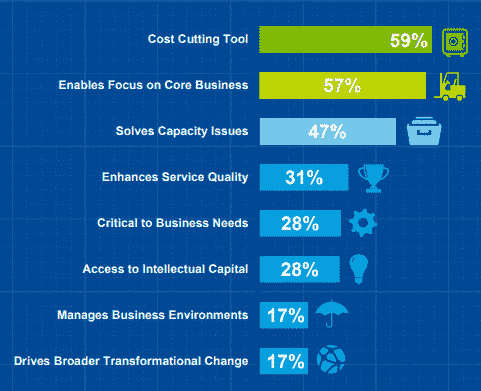 Cost Cutting Tool 59%
Enables Focus on Core Business 57%
Solves Capacity Issues 47%
Enhances Service Quality 31%
Critical to Business Needs 28%
Access to Intellectual Capital 28%
Manages Business Environments 17%
Drives Broader Transformational Change 17%